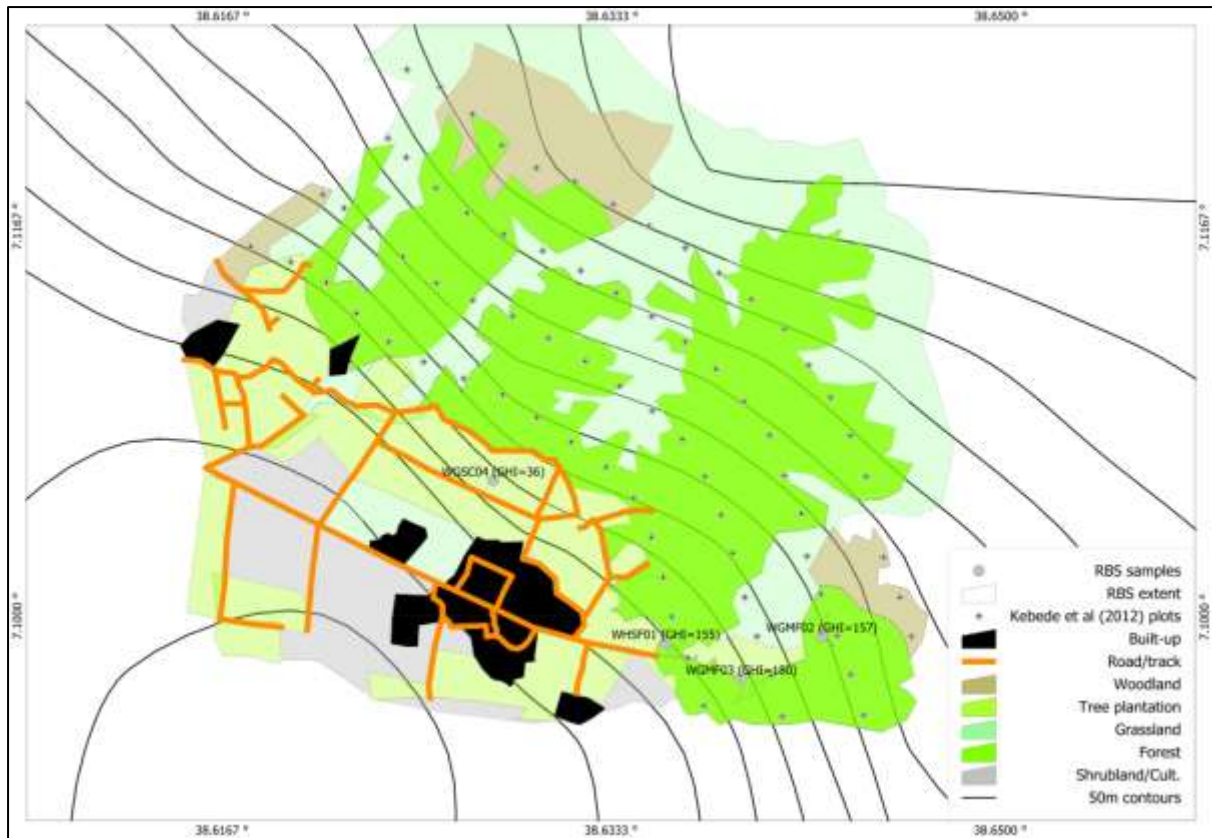 38.6167 °
38.6333 °
38.6500 °
7.1167 °
7.1167 °
WGSC04 (GHI=36)
WHSF01 (GHI=155)
WGMF02 (GHI=157)
WGMF03 (GHI=180)
7.1000 °
7.1000 °
RBS samples
RBS extent
Kebede et al (2012) plots
Built-up
Road/track
Woodland
Tree plantation
Grassland
Forest
Shrubland/Cult.
50m contours
38.6167 °
38.6333 °
38.6500 °